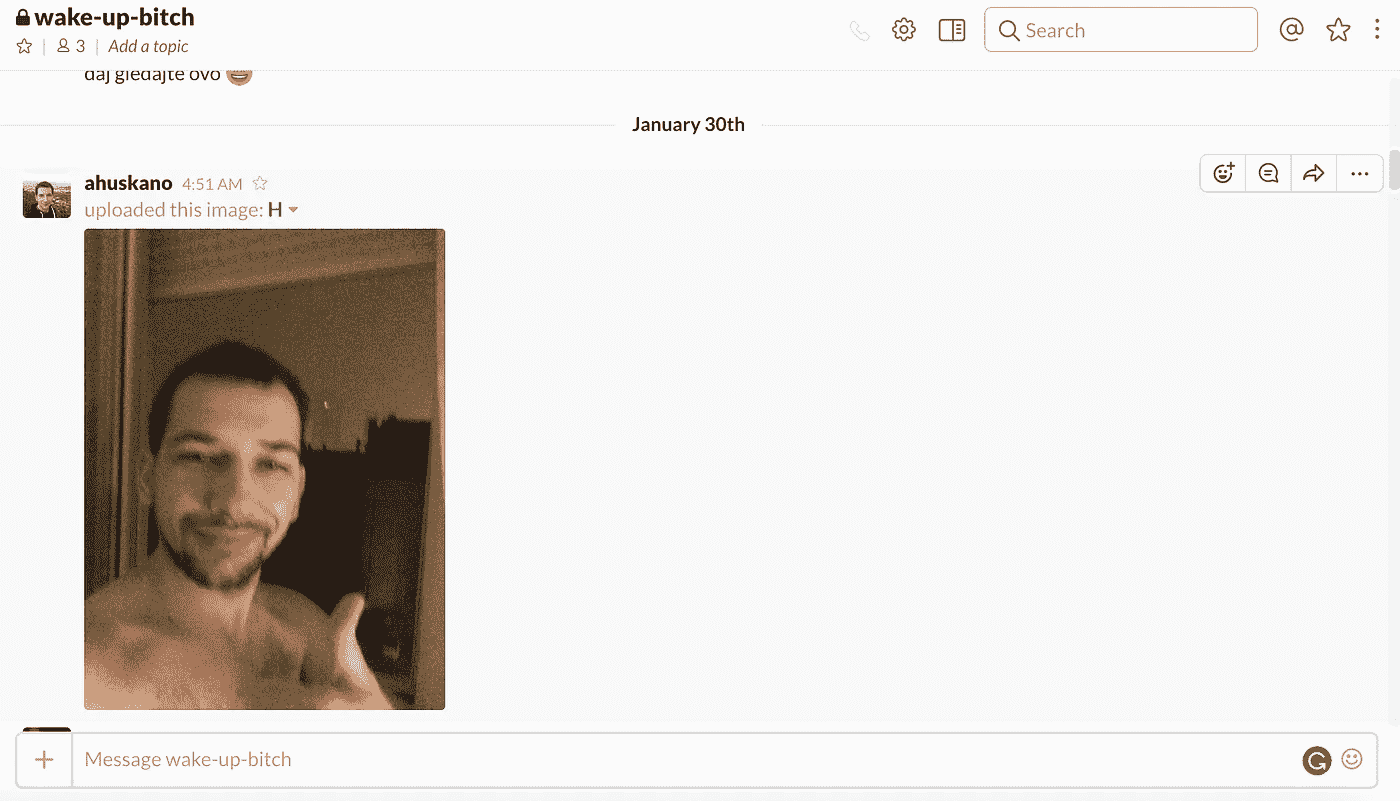 wake-up-bitch
3 | Add a topic
Search
daj gledajte ovo
January 30th
ahuskano 4:51 AM
uploaded this image: H
Message wake-up-bitch